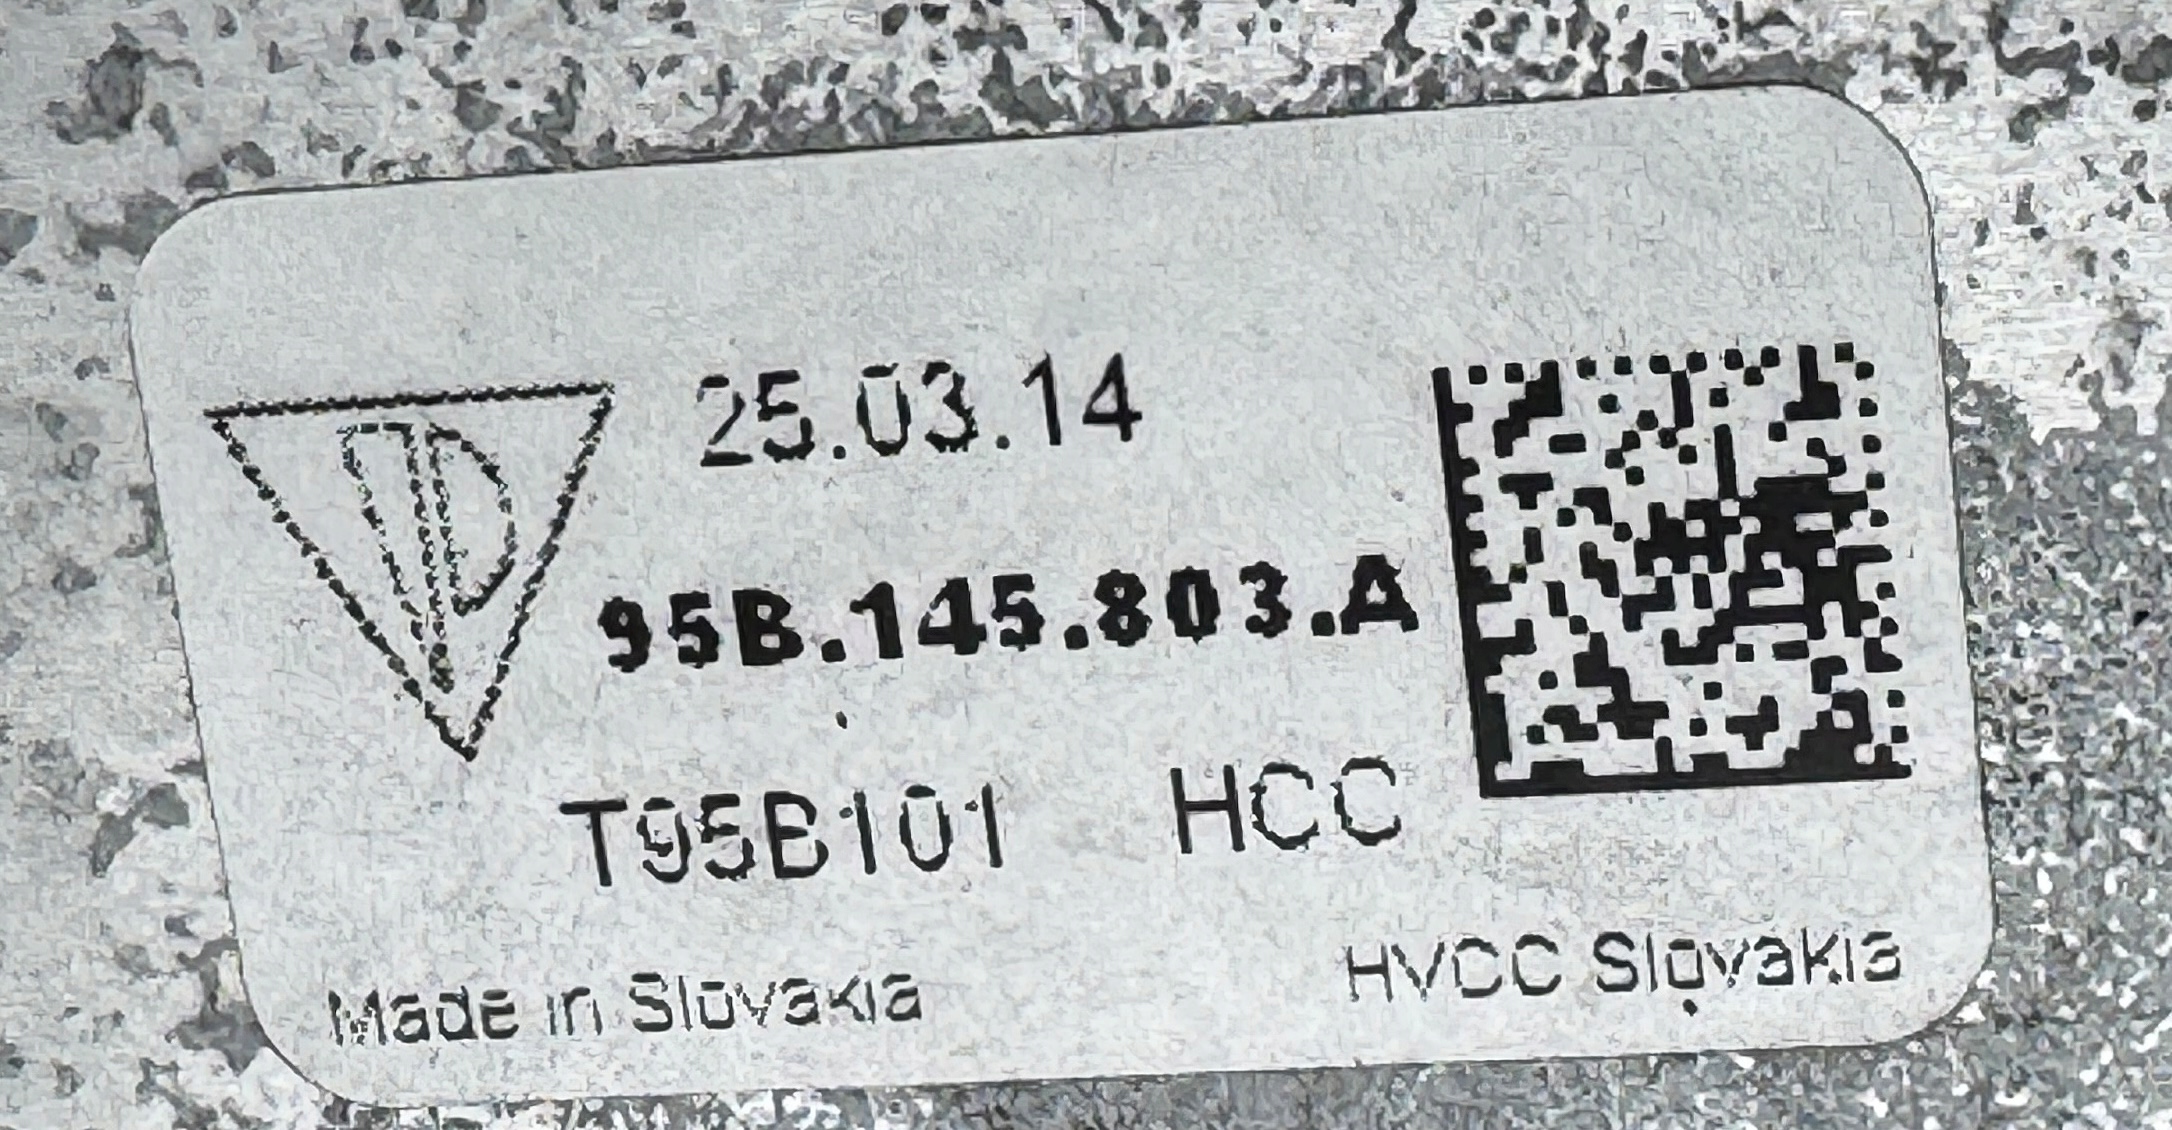 25.03.14
95B.145.803.A
T95B101 HCC
Made in Slovakia
HVCC Slovakia